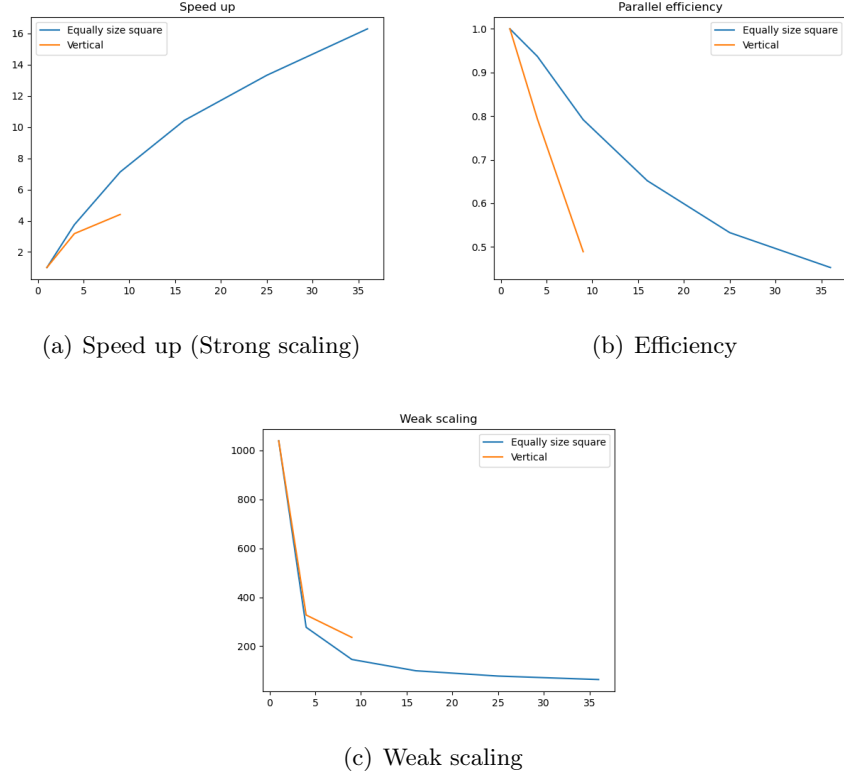 Speed up
Equally size square
Vertical
16
14
12
10
8
6
4
2
0 5 10 15 20 25 30 35
(a) Speed up (Strong scaling)
Parallel efficiency
Equally size square
Vertical
1.0
0.9
0.8
0.7
0.6
0.5
0 5 10 15 20 25 30 35
(b) Efficiency
Weak scaling
Equally size square
Vertical
1000
800
600
400
200
0 5 10 15 20 25 30 35
(c) Weak scaling